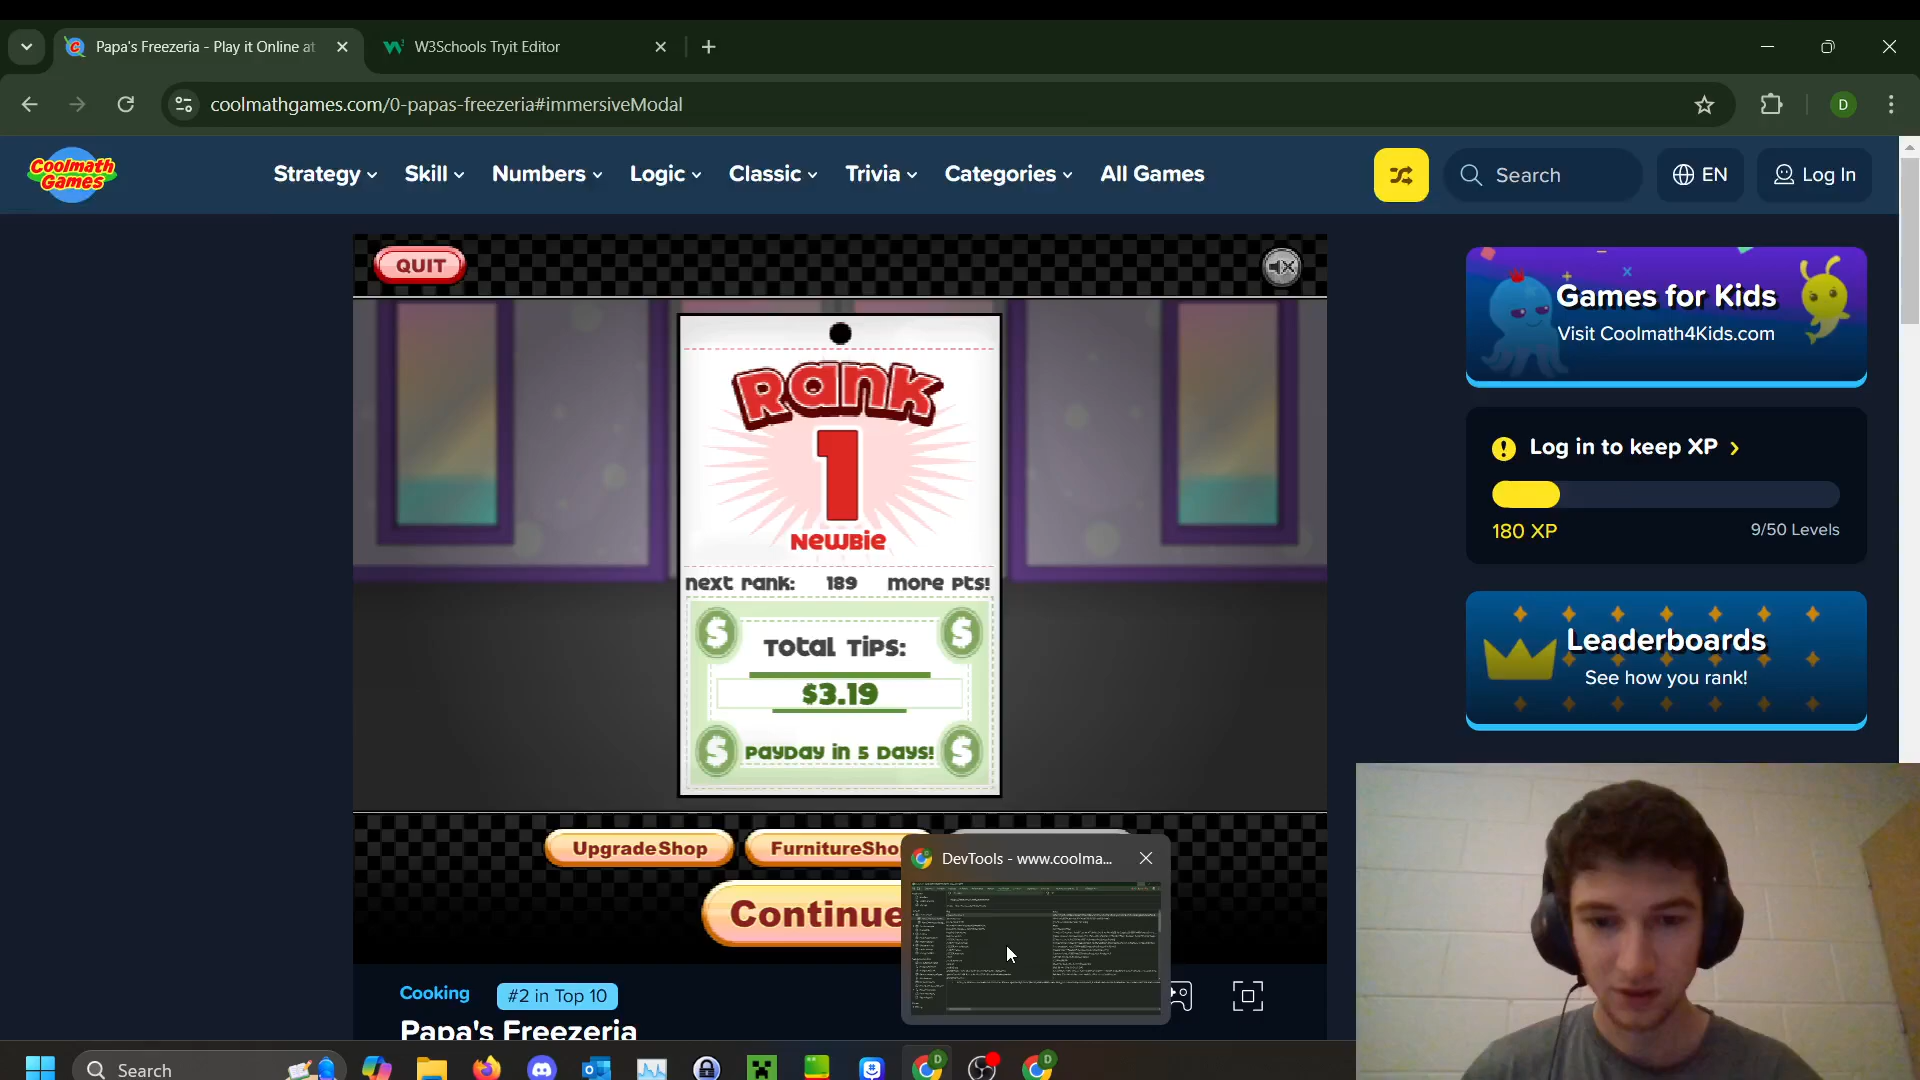 Papa's Freezeria - Play it Online at
W3Schools Tryit Editor
coolmathgames.com/0-papas-freezeria#immersiveModal
D
Coolmath Games
Strategy
Skill
Numbers
Logic
Classic
Trivia
Categories
All Games
Search
EN
Log In
QUIT
Rank
1
Newbie
next rank: 189 more pts!
Total Tips:
$3.19
Payday in 5 Days!
UpgradeShop
FurnitureSho
Continue
DevTools - www.coolma...
Games for Kids
Visit Coolmath4Kids.com
Log in to keep XP
180 XP
9/50 Levels
Leaderboards
See how you rank!
Cooking
#2 in Top 10
Papa's Freezeria
Search